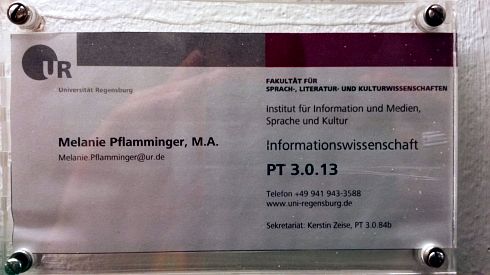 UR
Universität Regensburg
FAKULTÄT FÜR
SPRACH-, LITERATUR- UND KULTURWISSENSCHAFTEN
Institut für Information und Medien,
Sprache und Kultur
Melanie Pflamminger, M.A.
Melanie.Pflamminger@ur.de
Informationswissenschaft
PT 3.0.13
Telefon +49 941 943-3588
www.uni-regensburg.de
Sekretariat: Kerstin Zeise, PT 3.0.84b